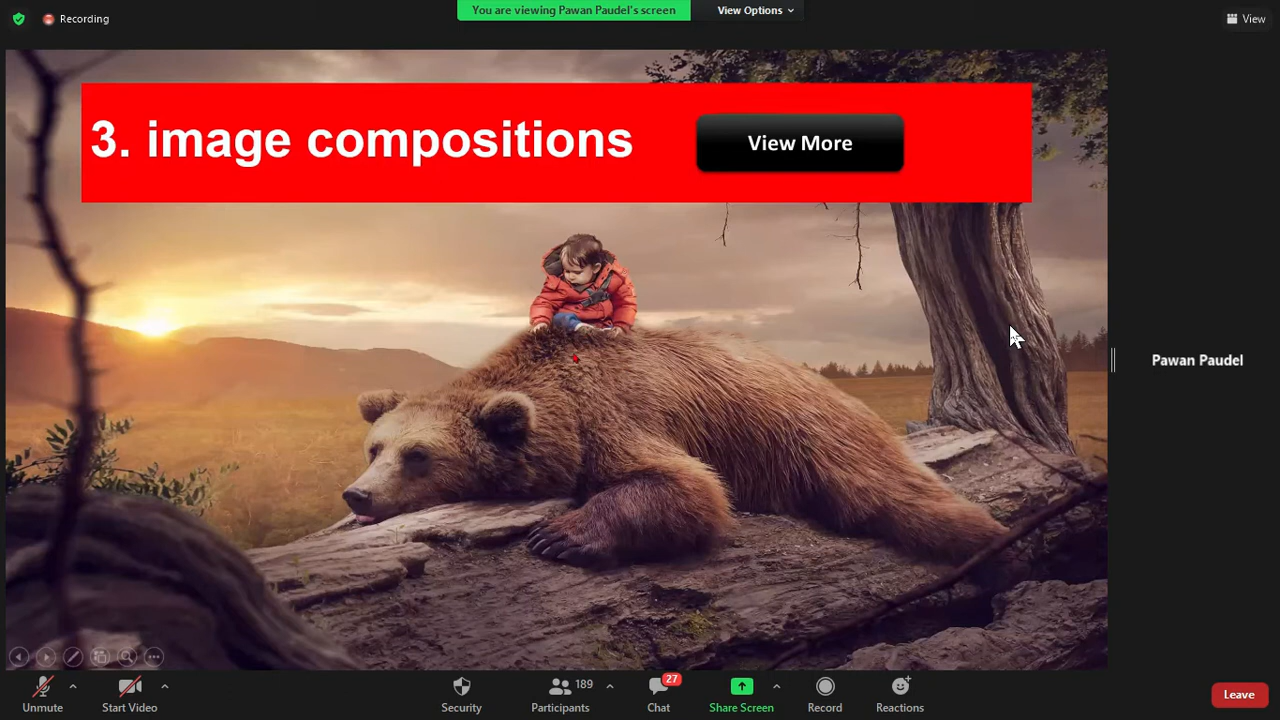 Recording
You are viewing Pawan Paudel's screen
View Options
View
3. image compositions
View More
Pawan Paudel
Unmute
Start Video
Security
189
Participants
27
Chat
Share Screen
Record
Reactions
Leave